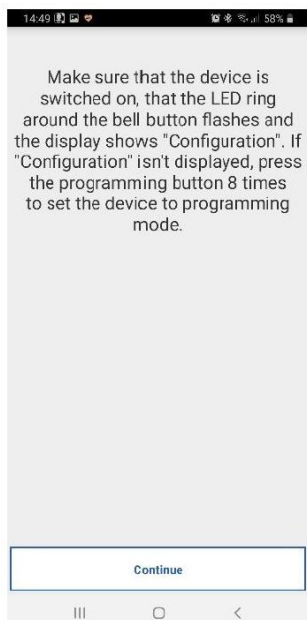 14:49
58%
Make sure that the device is
switched on, that the LED ring
around the bell button flashes and
the display shows "Configuration". If
"Configuration" isn't displayed, press
the programming button 8 times
to set the device to programming
mode.
Continue